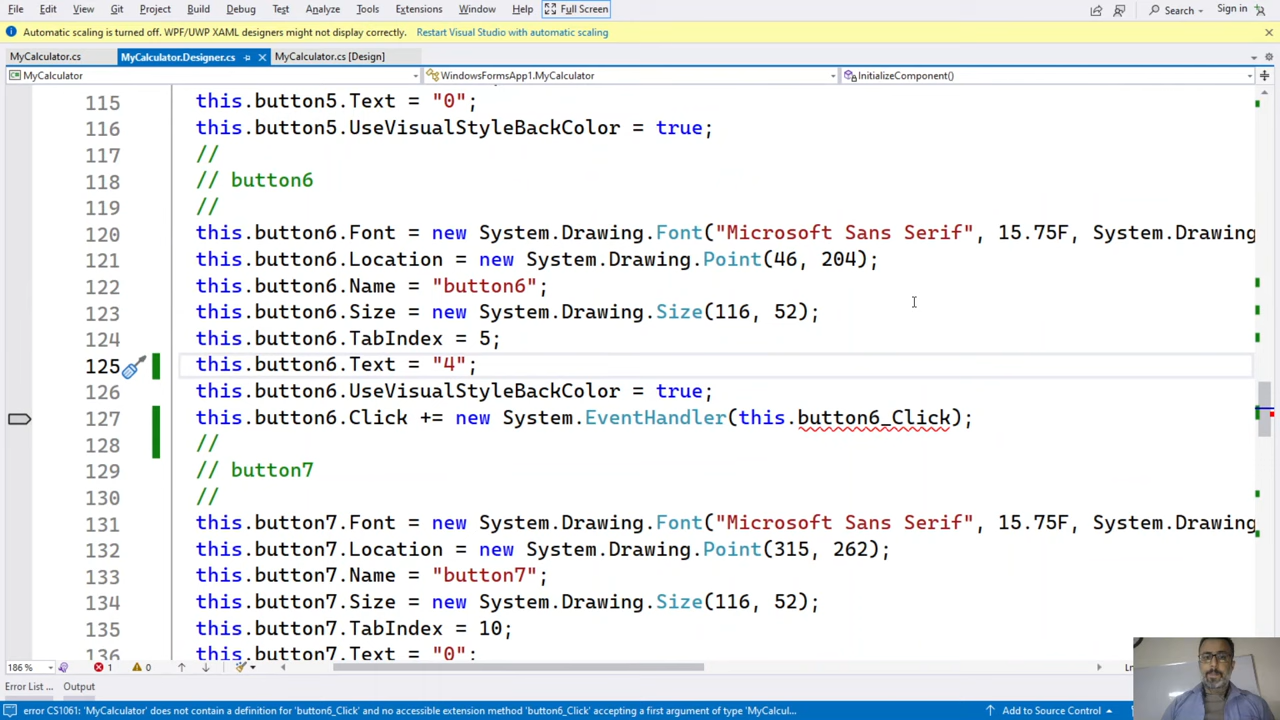 File Edit View Git Project Build Debug Test Analyze Tools Extensions Window Help Full Screen Search Sign in
Automatic scaling is turned off. WPF/UWP XAML designers might not display correctly. Restart Visual Studio with automatic scaling
MyCalculator.cs MyCalculator.Designer.cs MyCalculator.cs [Design]
MyCalculator WindowsFormsApp1.MyCalculator InitializeComponent()
115 this.button5.Text = "0";
116 this.button5.UseVisualStyleBackColor = true;
117 //
118 // button6
119 //
120 this.button6.Font = new System.Drawing.Font("Microsoft Sans Serif", 15.75F, System.Drawing
121 this.button6.Location = new System.Drawing.Point(46, 204);
122 this.button6.Name = "button6";
123 this.button6.Size = new System.Drawing.Size(116, 52);
124 this.button6.TabIndex = 5;
125 this.button6.Text = "4";
126 this.button6.UseVisualStyleBackColor = true;
127 this.button6.Click += new System.EventHandler(this.button6_Click);
128 //
129 // button7
130 //
131 this.button7.Font = new System.Drawing.Font("Microsoft Sans Serif", 15.75F, System.Drawing
132 this.button7.Location = new System.Drawing.Point(315, 262);
133 this.button7.Name = "button7";
134 this.button7.Size = new System.Drawing.Size(116, 52);
135 this.button7.TabIndex = 10;
136 this.button7.Text = "0";
186 % 1 0
Error List ... Output
error CS1061: 'MyCalculator' does not contain a definition for 'button6_Click' and no accessible extension method 'button6_Click' accepting a first argument of type 'MyCalcul... Add to Source Control